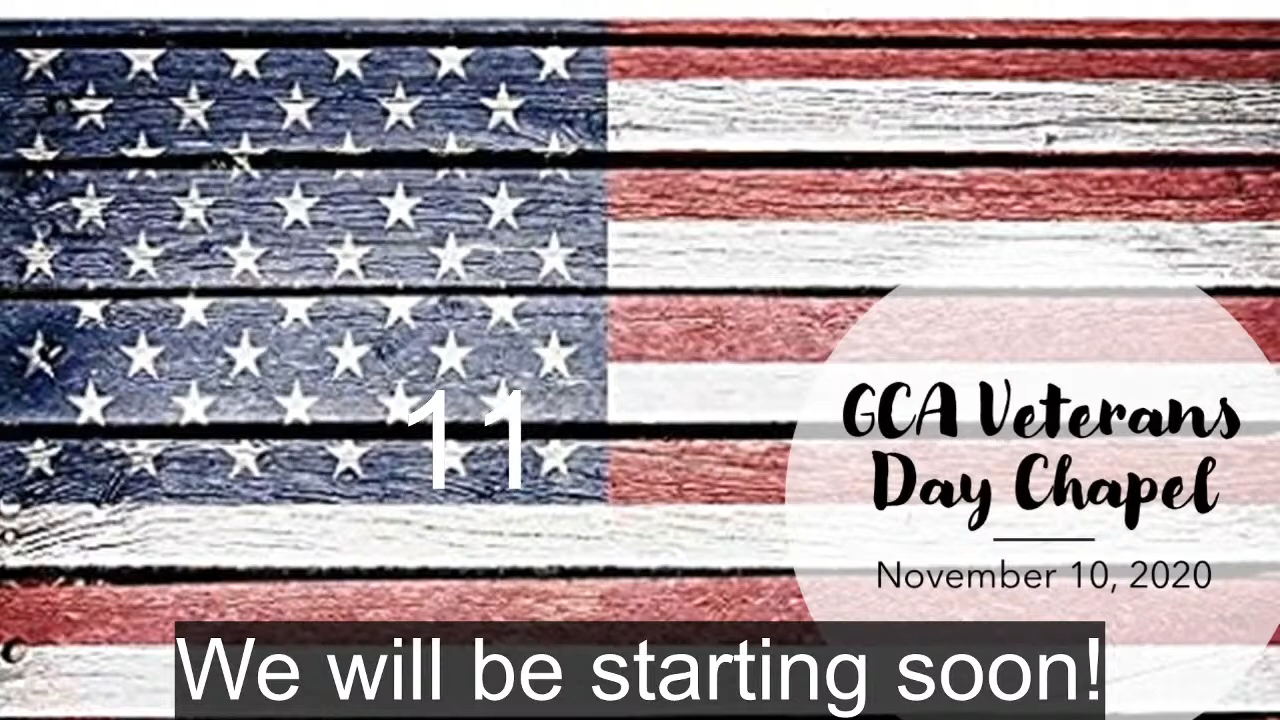 11
GCA Veterans
Day Chapel
November 10, 2020
We will be starting soon!